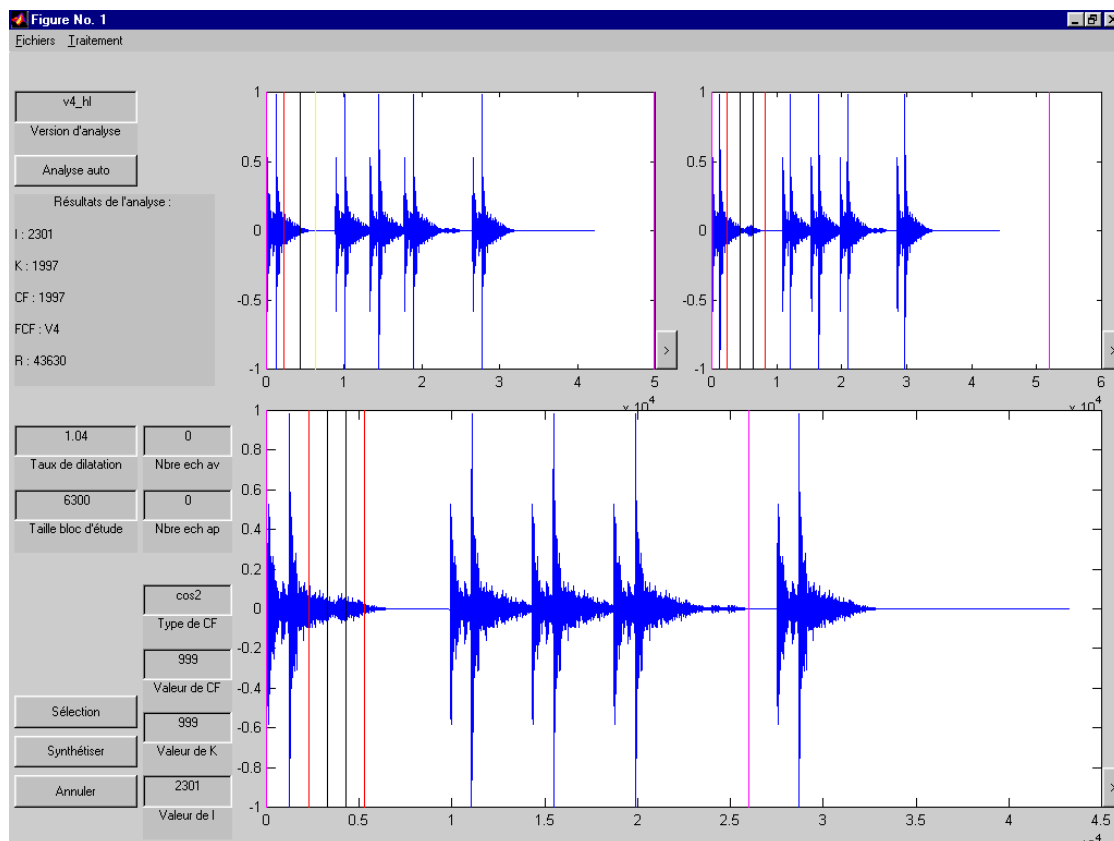 Figure No. 1
Fichiers Traitement
v4_hl
Version d'analyse
Analyse auto
Résultats de l'analyse :
I : 2301
K : 1997
CF : 1997
FCF : V4
R : 43630
1
0.5
0
-0.5
-1
0 1 2 3 4 5
>
1
0.5
0
-0.5
-1
0 1 2 3 4 5 6
>
1.04
Taux de dilatation
0
Nbre ech av
6300
Taille bloc d'étude
0
Nbre ech ap
cos2
Type de CF
999
Valeur de CF
999
Valeur de K
2301
Valeur de I
Sélection
Synthétiser
Annuler
x 10^4
x 10^4
1
0.8
0.6
0.4
0.2
0
-0.2
-0.4
-0.6
-0.8
-1
0 0.5 1 1.5 2 2.5 3 3.5 4 4.5
>